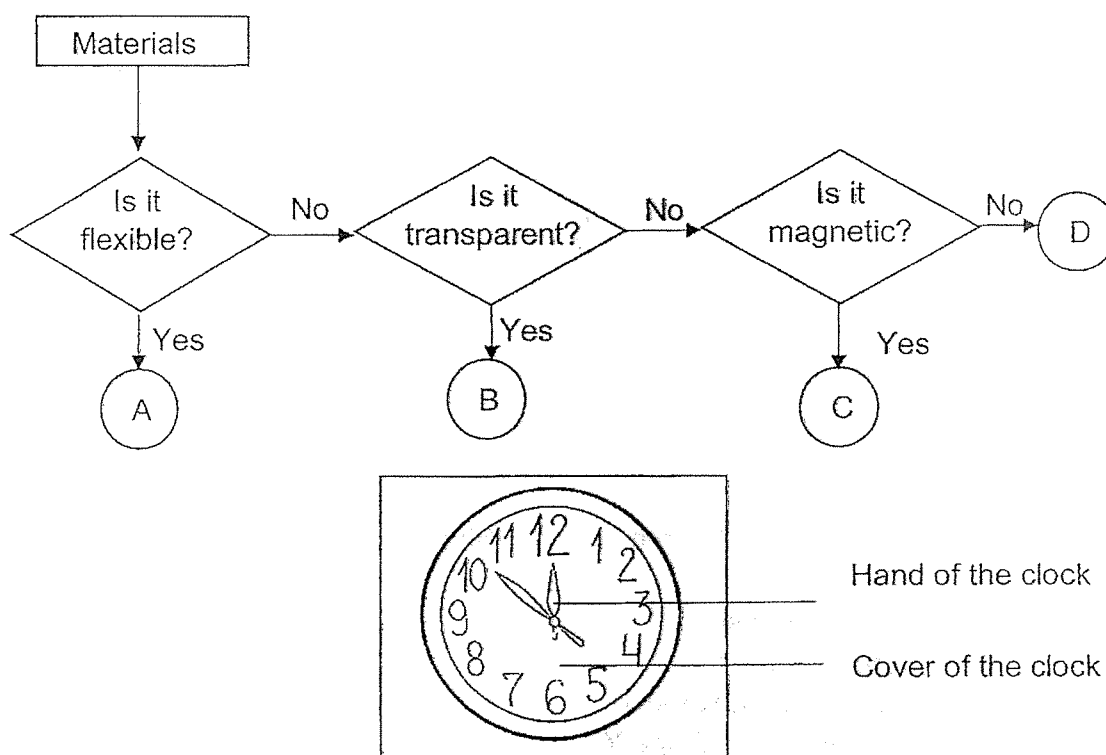 Materials
Is it
flexible?
No
Is it
transparent?
No
Is it
magnetic?
No
D
Yes
A
Yes
B
Yes
C
12
1
2
3
4
5
6
7
8
9
10
11
Hand of the clock
Cover of the clock